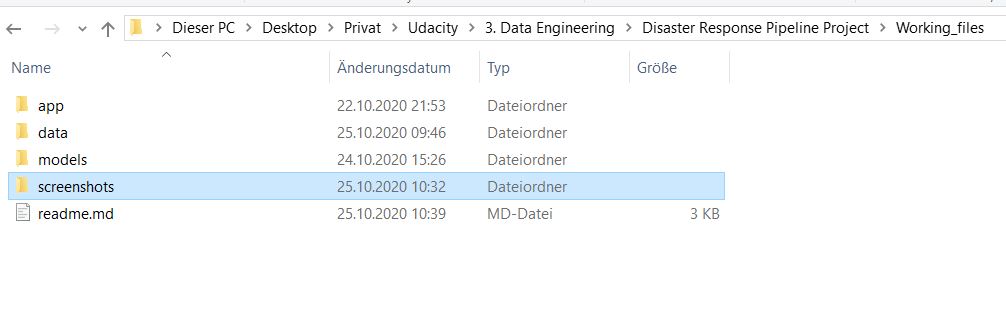 Dieser PC > Desktop > Privat > Udacity > 3. Data Engineering > Disaster Response Pipeline Project > Working_files
Name Änderungsdatum Typ Größe
app 22.10.2020 21:53 Dateiordner
data 25.10.2020 09:46 Dateiordner
models 24.10.2020 15:26 Dateiordner
screenshots 25.10.2020 10:32 Dateiordner
readme.md 25.10.2020 10:39 MD-Datei 3 KB